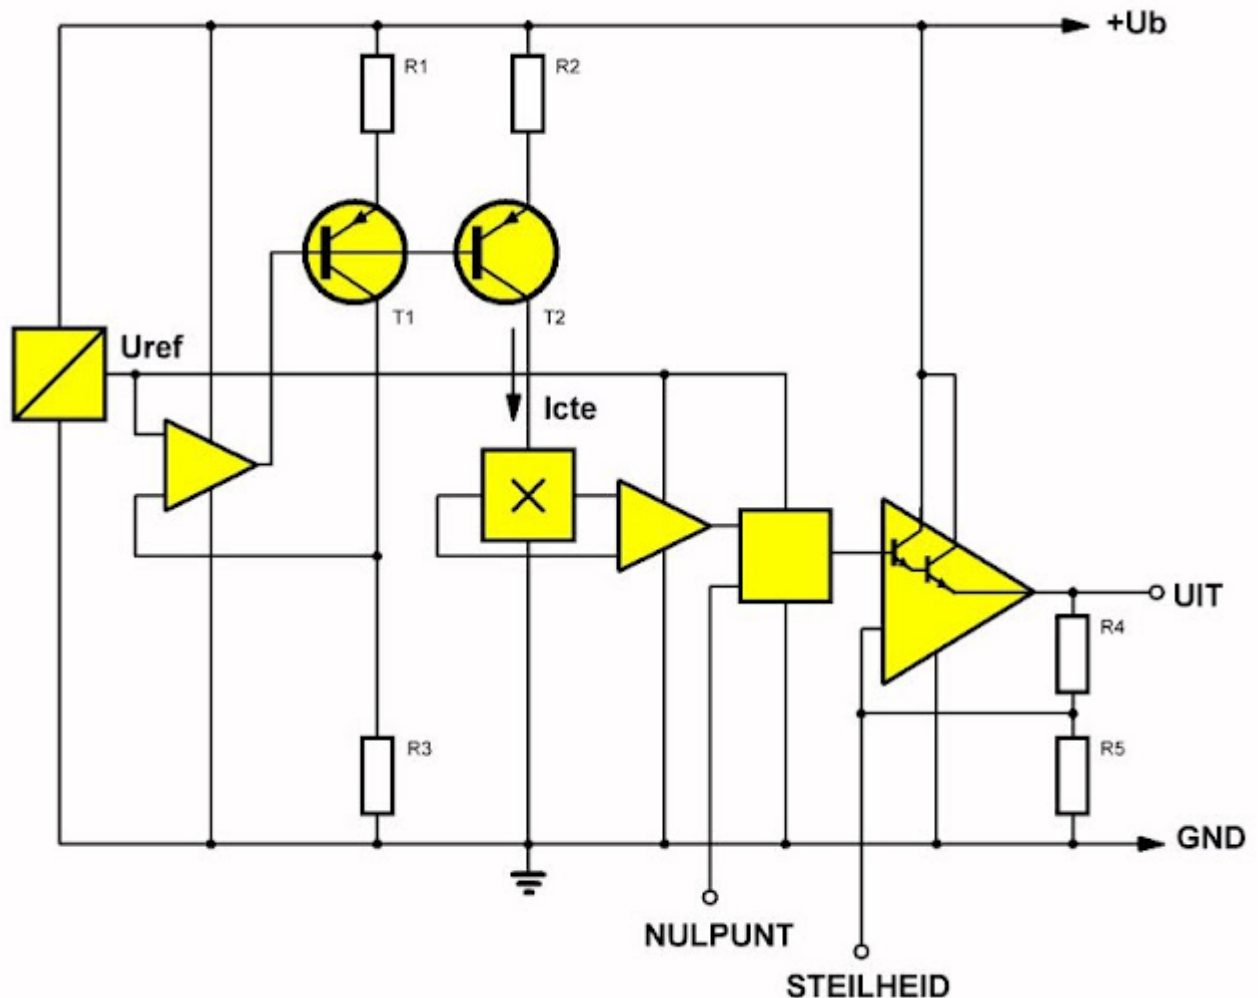 +Ub
R1
R2
T1
T2
Uref
Icte
UIT
R4
R3
R5
GND
NULPUNT
STEILHEID